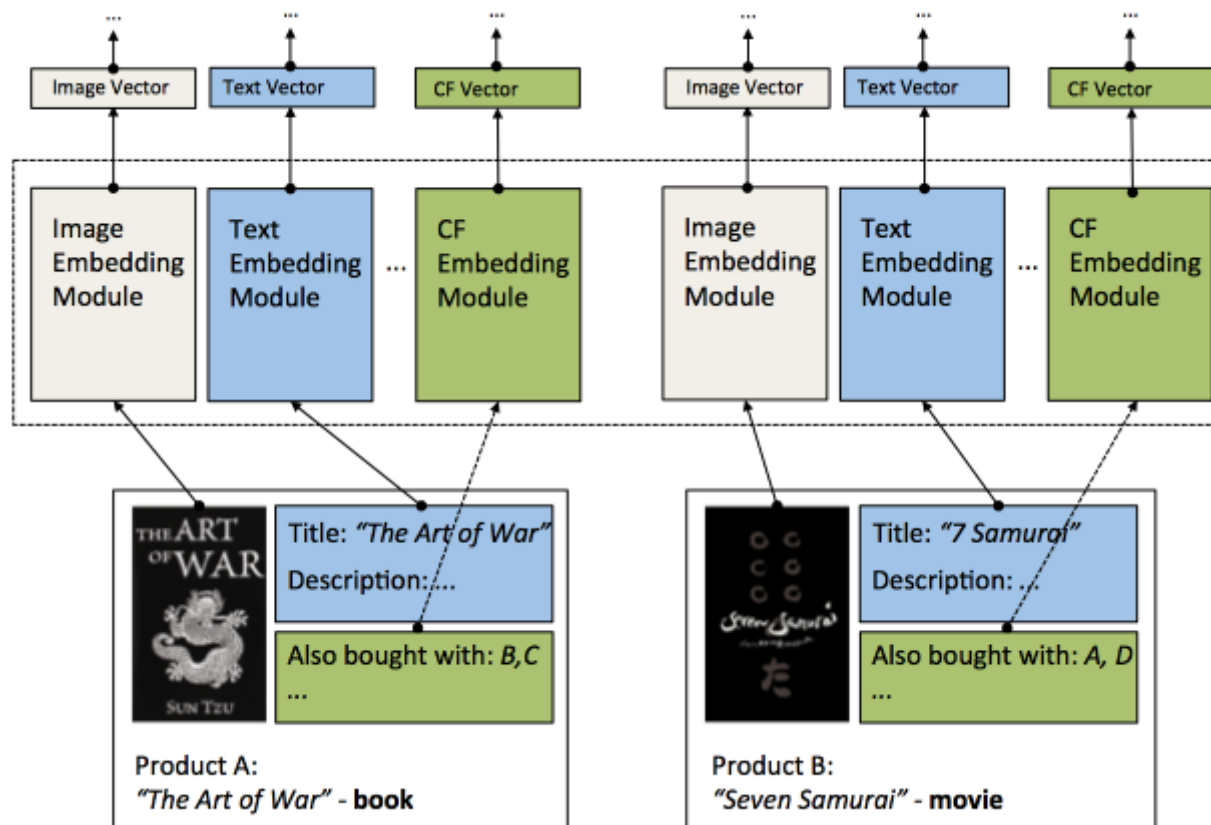 ... ... ... ... ... ...
Image Vector Text Vector CF Vector Image Vector Text Vector CF Vector
Image
Embedding
Module
Text
Embedding
Module
...
CF
Embedding
Module
Image
Embedding
Module
Text
Embedding
Module
...
CF
Embedding
Module
THE ART
OF WAR
SUN TZU
Title: “The Art of War”
Description: ...
Also bought with: B,C
...
Product A:
“The Art of War” - book
Seven Samurai
た
Title: “7 Samurai”
Description: ...
Also bought with: A, D
...
Product B:
“Seven Samurai” - movie